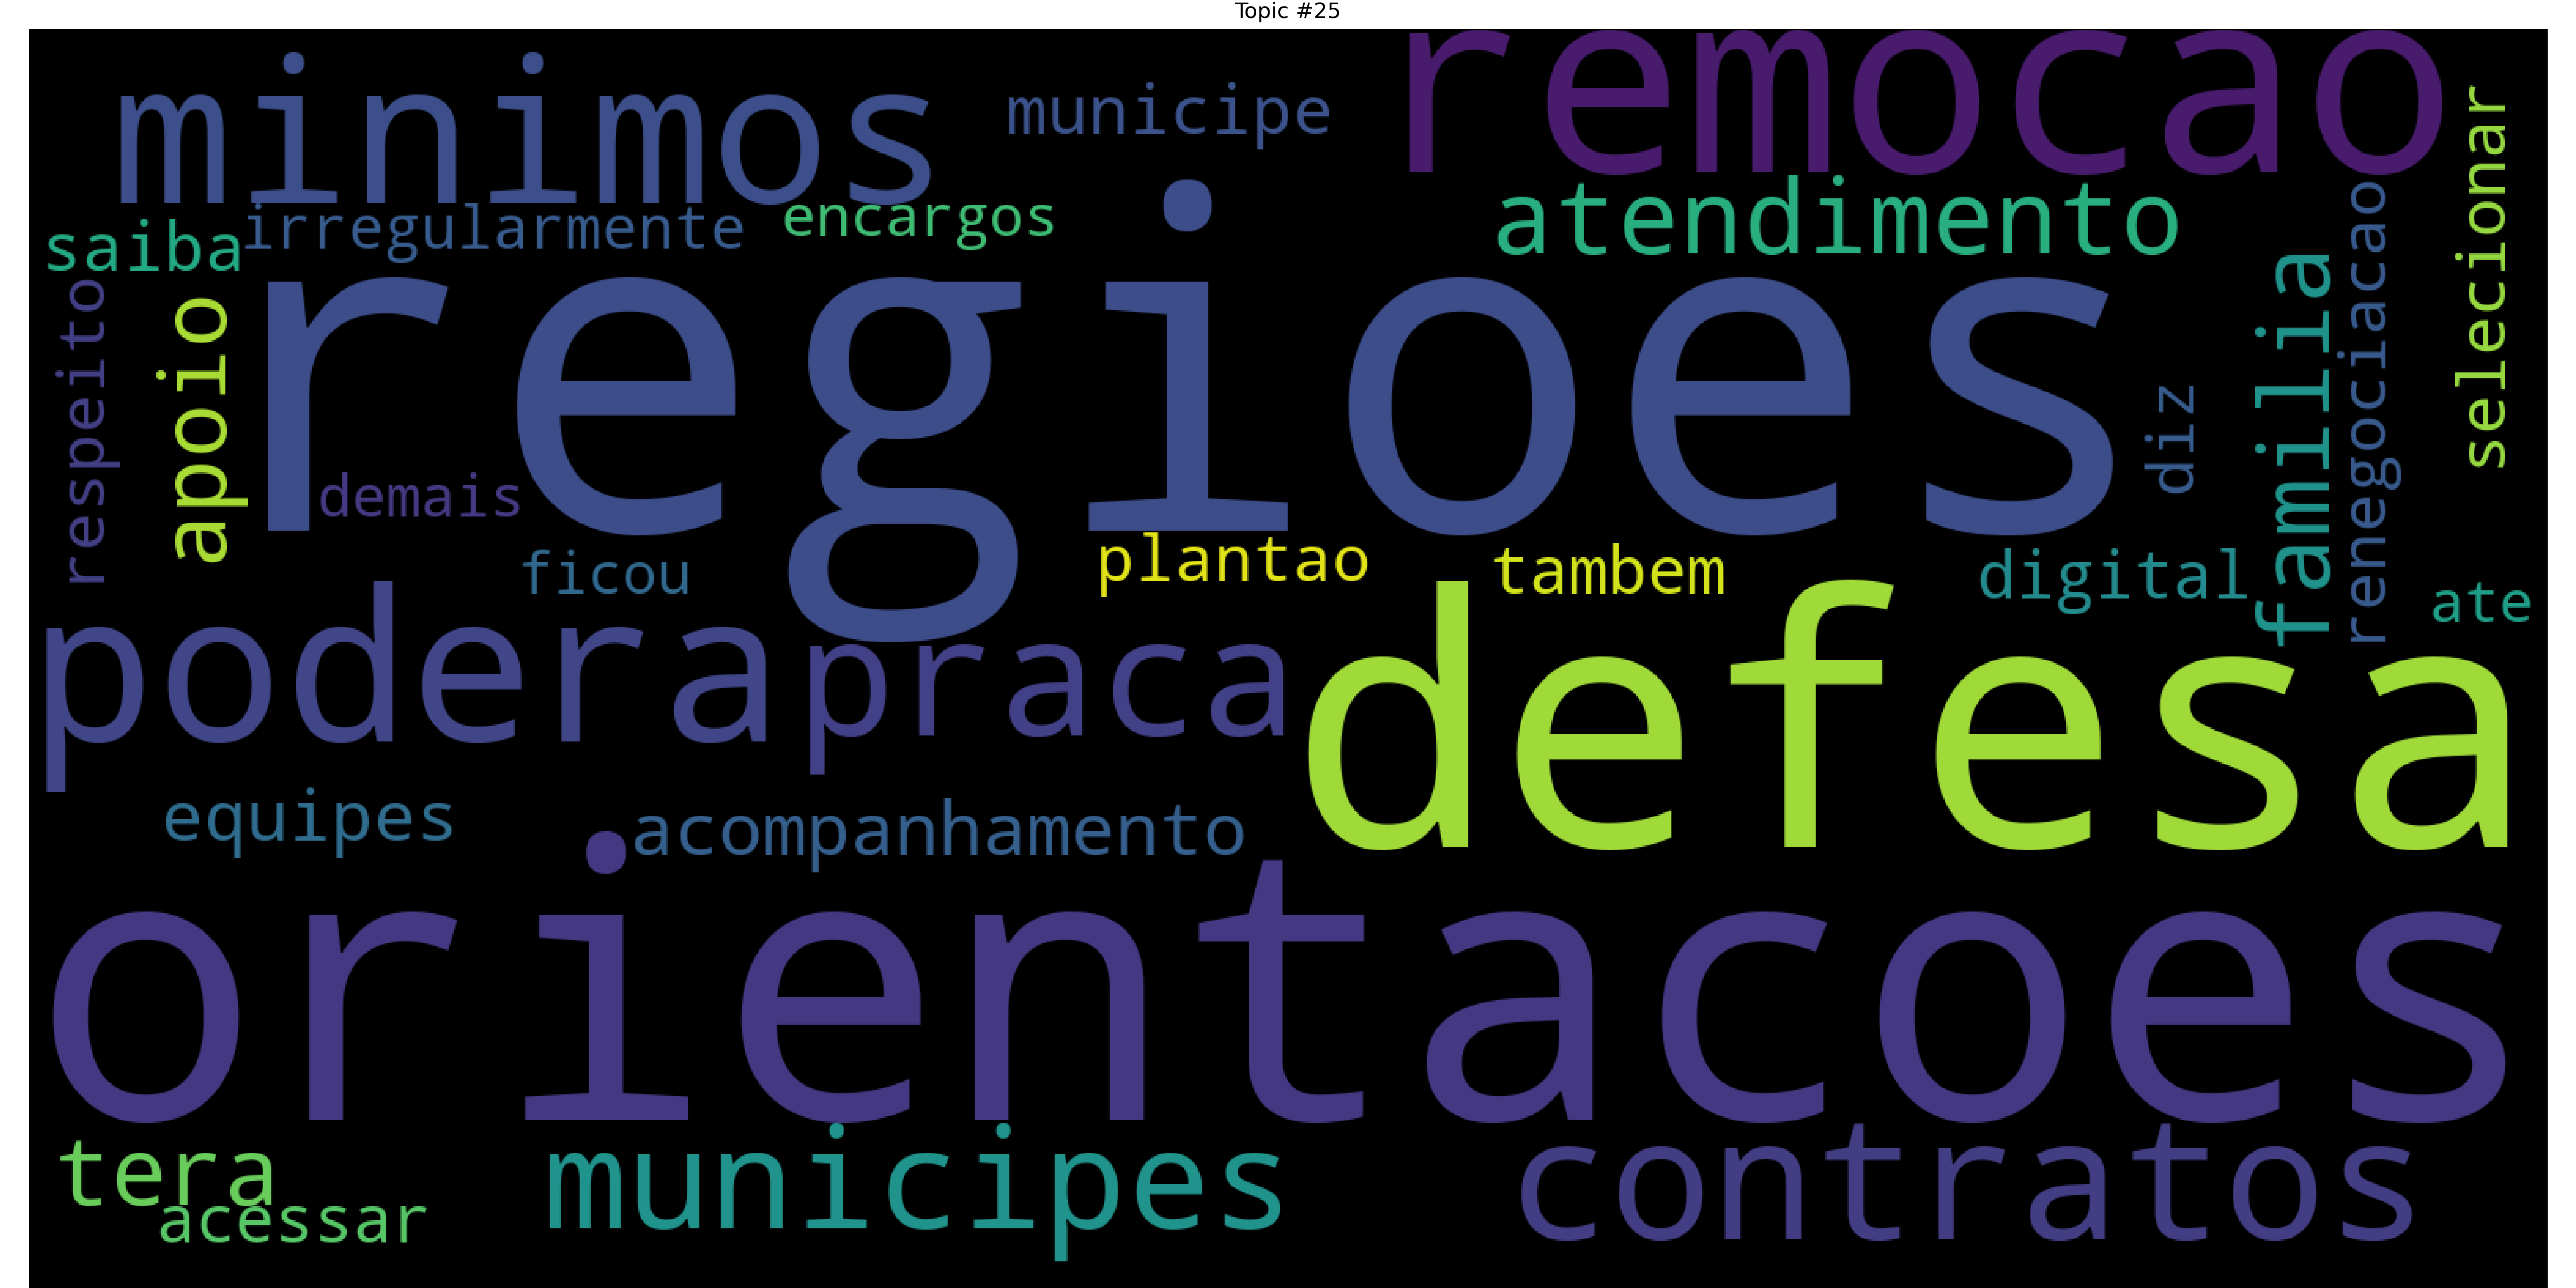 Topic #25
remocao
minimos
municipe
selecionar
atendimento
irregularmente
encargos
saiba
regioes
familia
renegociacao
respeito
apoio
diz
demais
plantao
tambem
digital
ficou
ate
podera
praca
defesa
equipes
acompanhamento
orientacoes
tera
municipes
contratos
acessar